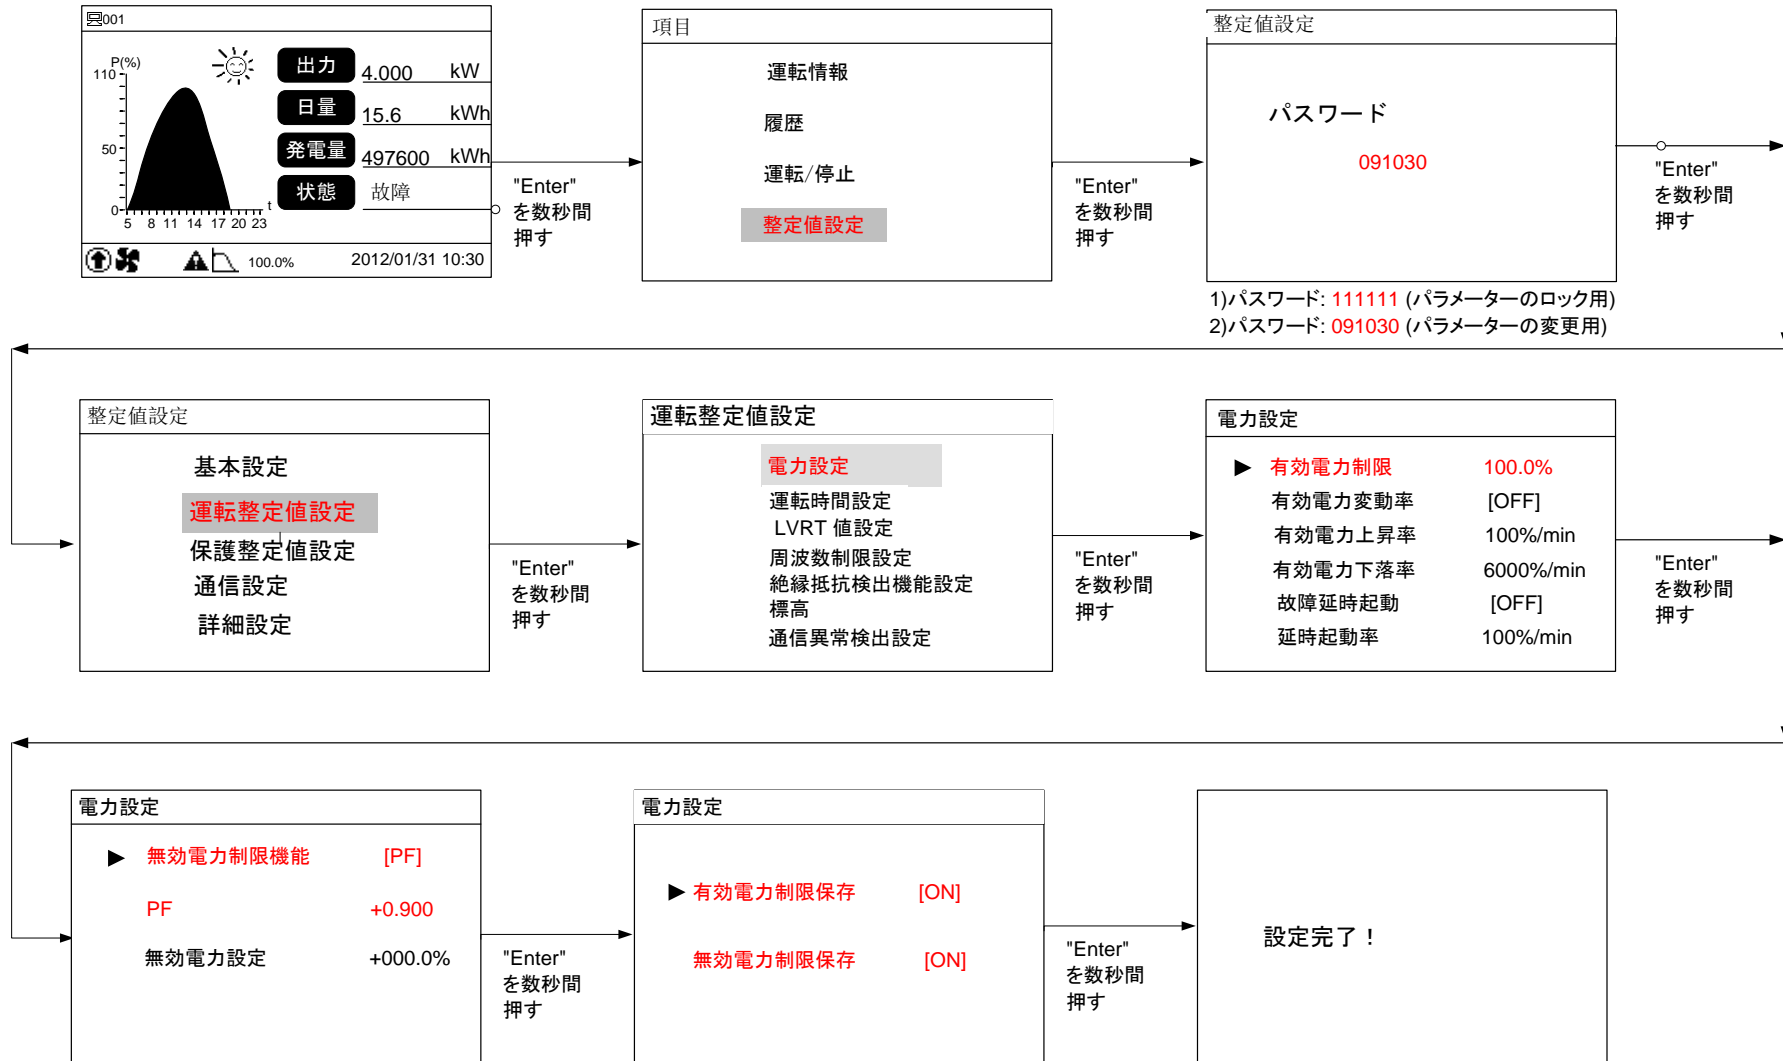 묘001
P(%)
110
50
0
5 8 11 14 17 20 23
t
出力 4.000 kW
日量 15.6 kWh
発電量 497600 kWh
状態 故障
100.0%
2012/01/31 10:30
"Enter"
を数秒間
押す
項目
運転情報
履歴
運転/停止
整定値設定
"Enter"
を数秒間
押す
整定値設定
パスワード
091030
"Enter"
を数秒間
押す
1)パスワード: 111111 (パラメーターのロック用)
2)パスワード: 091030 (パラメーターの変更用)
整定値設定
基本設定
運転整定値設定
保護整定値設定
通信設定
詳細設定
"Enter"
を数秒間
押す
運転整定値設定
電力設定
運転時間設定
LVRT 値設定
周波数制限設定
絶縁抵抗検出機能設定
標高
通信異常検出設定
"Enter"
を数秒間
押す
電力設定
▶ 有効電力制限 100.0%
有効電力変動率 [OFF]
有効電力上昇率 100%/min
有効電力下落率 6000%/min
故障延時起動 [OFF]
延時起動率 100%/min
"Enter"
を数秒間
押す
電力設定
▶ 無効電力制限機能 [PF]
PF +0.900
無効電力設定 +000.0%
"Enter"
を数秒間
押す
電力設定
▶ 有効電力制限保存 [ON]
無効電力制限保存 [ON]
"Enter"
を数秒間
押す
設定完了！